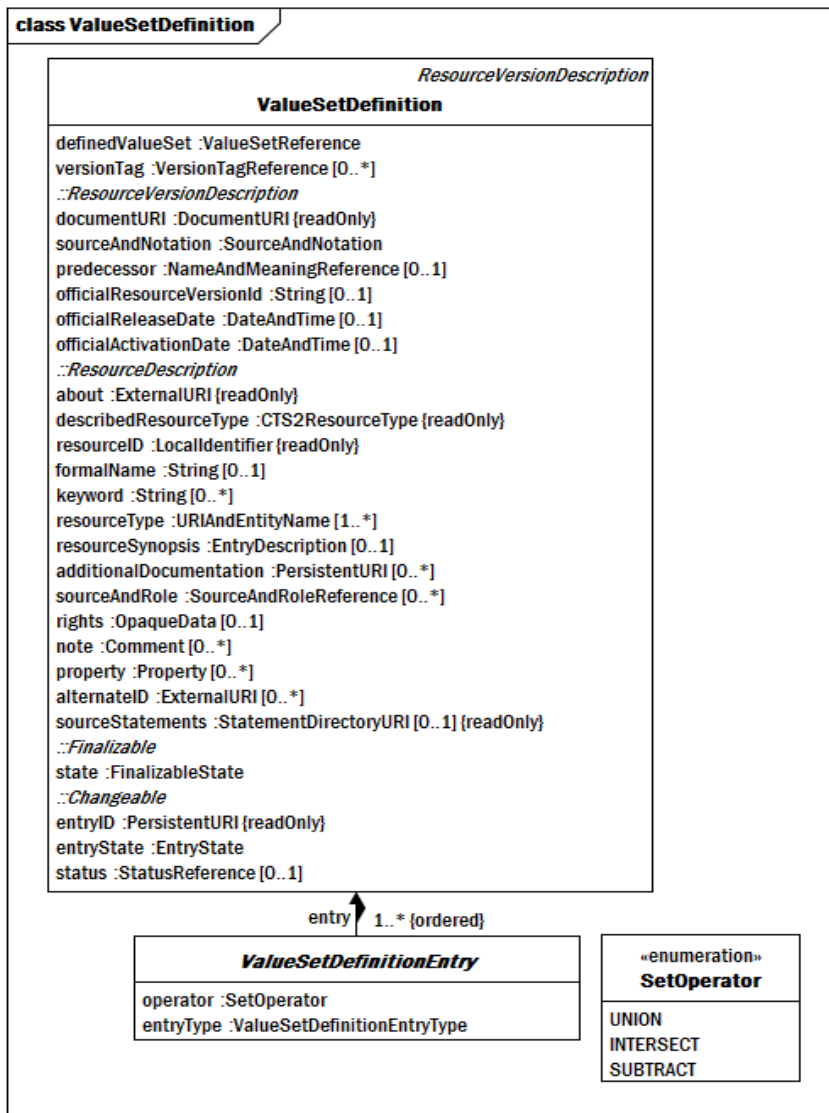 class ValueSetDefinition
ResourceVersionDescription
ValueSetDefinition
definedValueSet :ValueSetReference
versionTag :VersionTagReference [0..*]
::ResourceVersionDescription
documentURI :DocumentURI {readOnly}
sourceAndNotation :SourceAndNotation
predecessor :NameAndMeaningReference [0..1]
officialResourceVersionId :String [0..1]
officialReleaseDate :DateAndTime [0..1]
officialActivationDate :DateAndTime [0..1]
::ResourceDescription
about :ExternalURI {readOnly}
describedResourceType :CTS2ResourceType {readOnly}
resourceID :LocalIdentifier {readOnly}
formalName :String [0..1]
keyword :String [0..*]
resourceType :URIAndEntityName [1..*]
resourceSynopsis :EntryDescription [0..1]
additionalDocumentation :PersistentURI [0..*]
sourceAndRole :SourceAndRoleReference [0..*]
rights :OpaqueData [0..1]
note :Comment [0..*]
property :Property [0..*]
alternateID :ExternalURI [0..*]
sourceStatements :StatementDirectoryURI [0..1] {readOnly}
::Finalizable
state :FinalizableState
::Changeable
entryID :PersistentURI {readOnly}
entryState :EntryState
status :StatusReference [0..1]
entry 1..* {ordered}
ValueSetDefinitionEntry
operator :SetOperator
entryType :ValueSetDefinitionEntryType
«enumeration»
SetOperator
UNION
INTERSECT
SUBTRACT